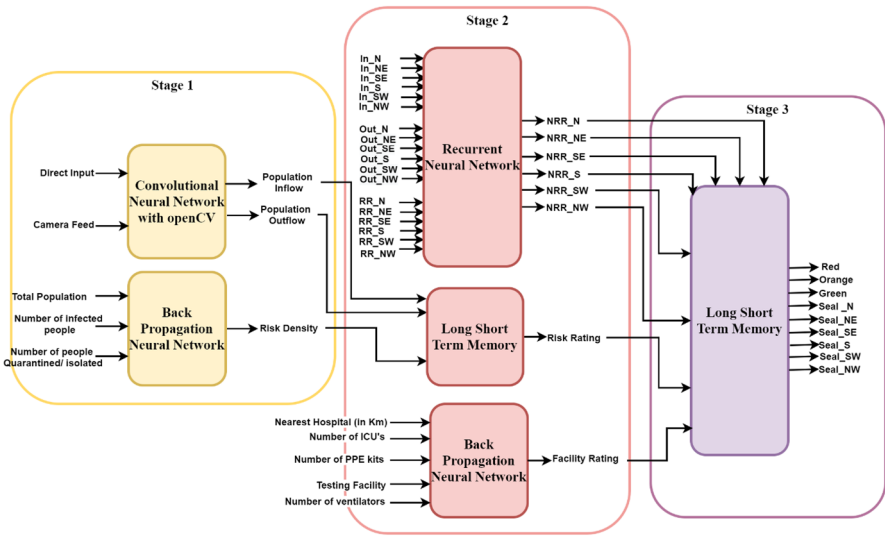 Stage 1
Direct Input
Camera Feed
Convolutional
Neural Network
with openCV
Population
Inflow
Population
Outflow
Total Population
Number of infected
people
Number of people
Quarantined/ isolated
Back
Propagation
Neural Network
Risk Density
Stage 2
In_N
In_NE
In_SE
In_S
In_SW
In_NW
Out_N
Out_NE
Out_SE
Out_S
Out_SW
Out_NW
RR_N
RR_NE
RR_SE
RR_S
RR_SW
RR_NW
Recurrent
Neural Network
NRR_N
NRR_NE
NRR_SE
NRR_S
NRR_SW
NRR_NW
Long Short
Term Memory
Risk Rating
Nearest Hospital (in Km)
Number of ICU's
Number of PPE kits
Testing Facility
Number of ventilators
Back
Propagation
Neural Network
Facility Rating
Stage 3
Long Short
Term Memory
Red
Orange
Green
Seal _N
Seal_NE
Seal_SE
Seal_S
Seal_SW
Seal_NW